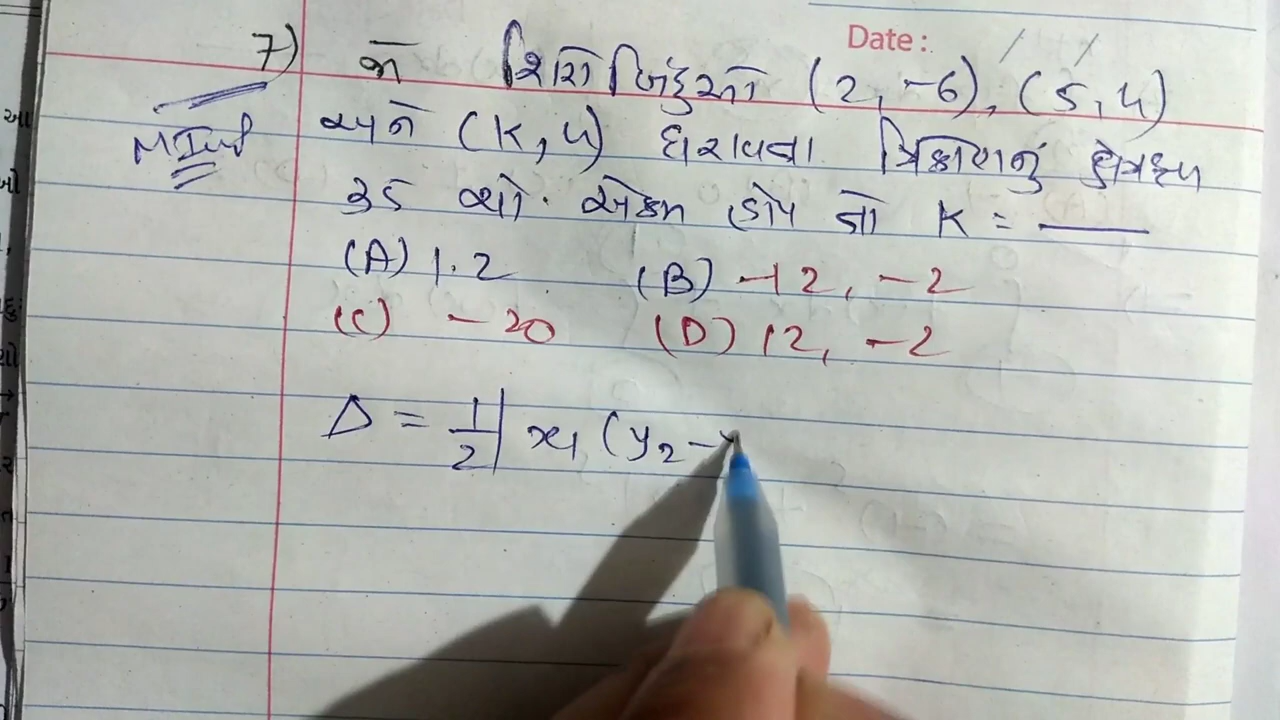 Date :
7) જો શિરોબિંદુઓ (2, -6), (5, 4)
M Imp અને (K, 4) ધરાવતા ત્રિકોણનું ક્ષેત્રફળ
35 ચો. એકમ હોય તો K = ____
(A) 1.2 (B) -12, -2
(C) -20 (D) 12, -2
Δ = 1/2 | x₁ (y₂ -